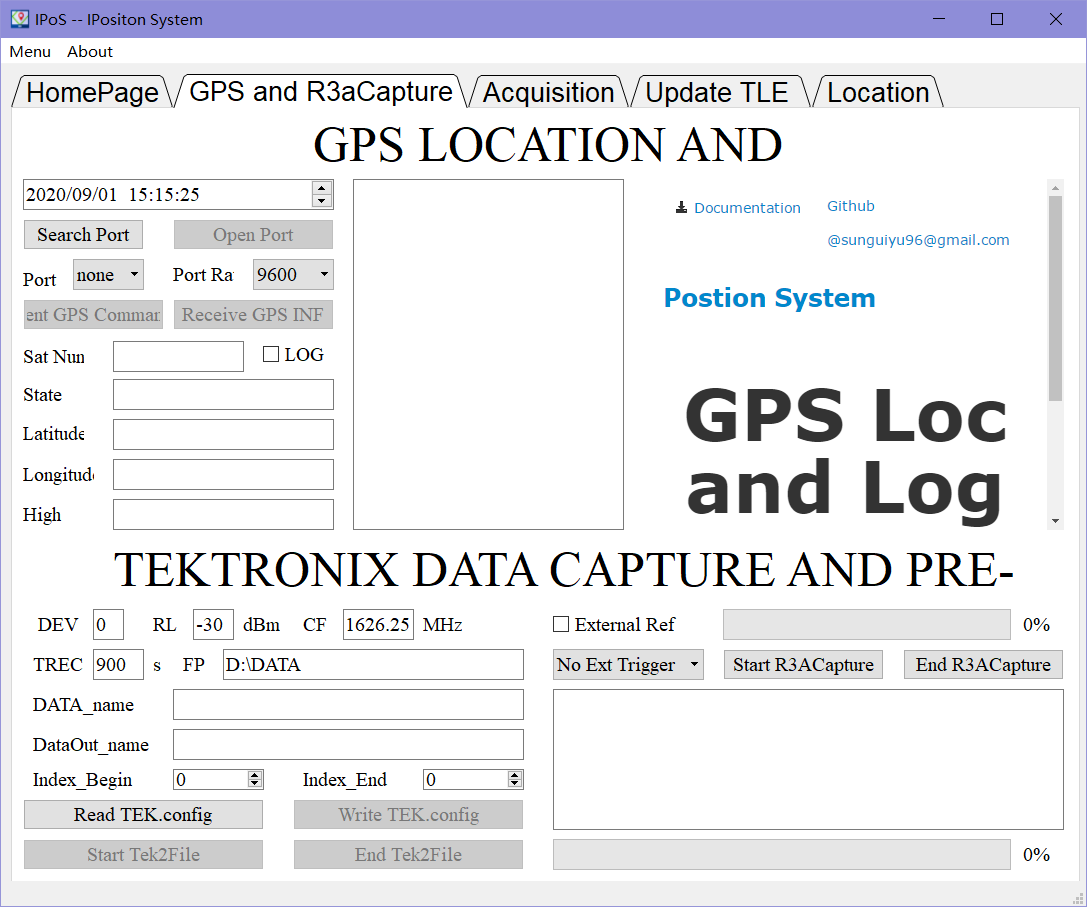 IPoS -- IPositon System
Menu About
HomePage GPS and R3aCapture Acquisition Update TLE Location
GPS LOCATION AND
2020/09/01 15:15:25
Search Port Open Port
Port none Port Ra 9600
ent GPS Comman Receive GPS INF
Sat Nun LOG
State
Latitude
Longitude
High
Documentation Github
@sunguiyu96@gmail.com
Postion System
GPS Loc
and Log
TEKTRONIX DATA CAPTURE AND PRE-
DEV 0 RL -30 dBm CF 1626.25 MHz
TREC 900 s FP D:\DATA
DATA_name
DataOut_name
Index_Begin 0 Index_End 0
Read TEK.config Write TEK.config
Start Tek2File End Tek2File
External Ref 0%
No Ext Trigger Start R3ACapture End R3ACapture
0%